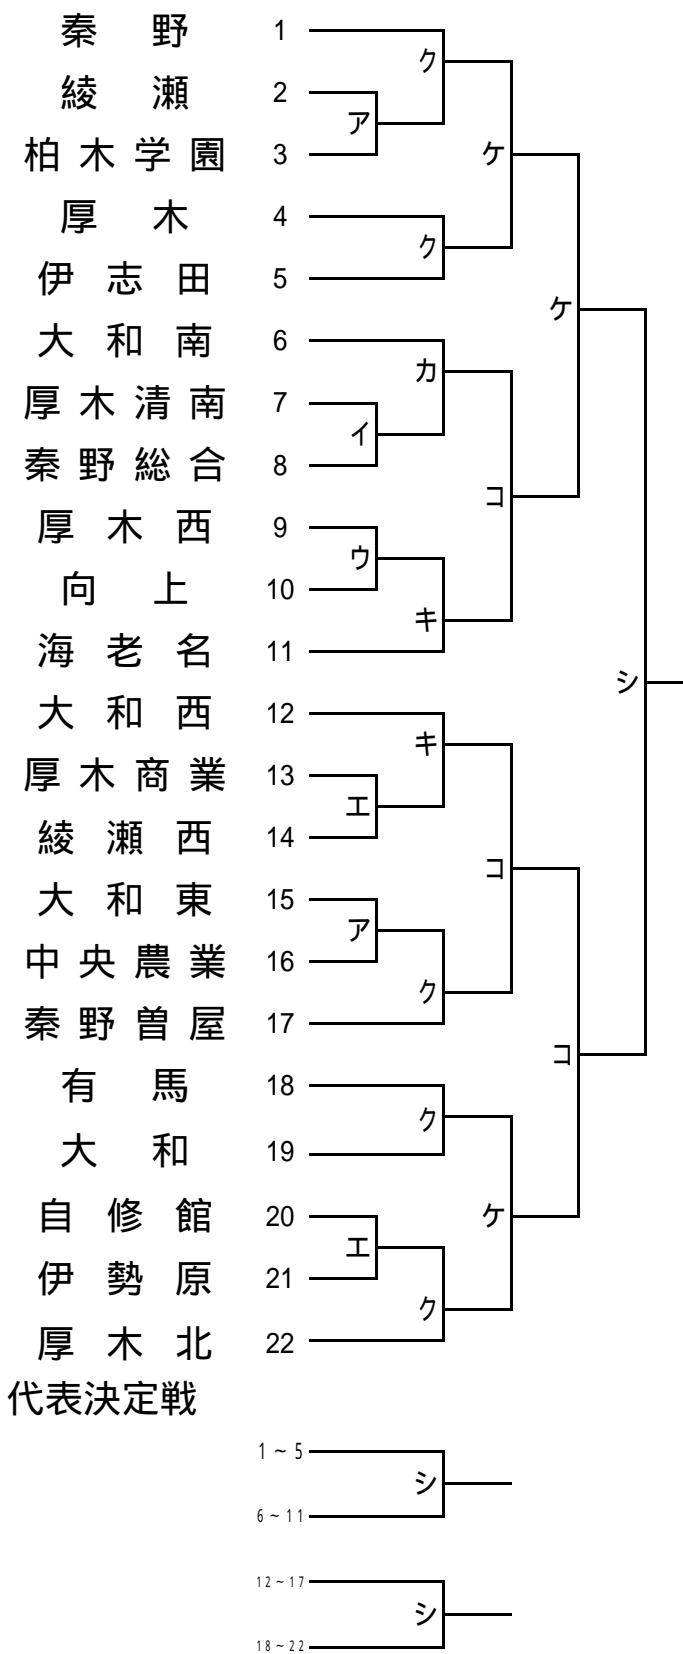 秦野 1
ク
綾瀬 2
ア
柏木学園 3
ケ
厚木 4
ク
伊志田 5
ケ
大和南 6
カ
厚木清南 7
イ
秦野総合 8
コ
厚木西 9
ウ
向上 10
キ
海老名 11
シ
大和西 12
キ
厚木商業 13
エ
綾瀬西 14
コ
大和東 15
ア
中央農業 16
ク
秦野曽屋 17
コ
有馬 18
ク
大和 19
自修館 20
ケ
エ
伊勢原 21
ク
厚木北 22
代表決定戦
1~5
シ
6~11
12~17
シ
18~22